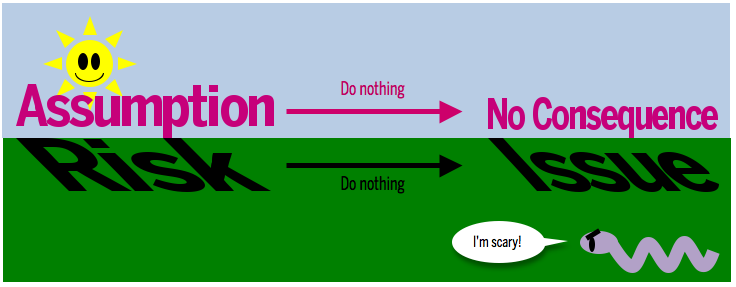 Do nothing
Assumption
No Consequence
Risk
Issue
Do nothing
I'm scary!